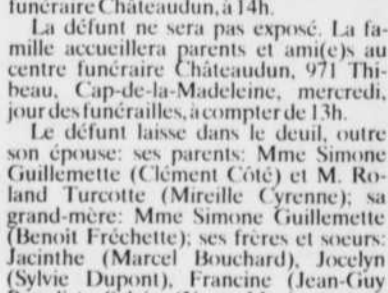 funéraire Châteaudun, à 14h.
La défunt ne sera pas exposé. La fa-
mille accueillera parents et ami(e)s au
centre funéraire Châteaudun, 971 Thi-
beau, Cap-de-la-Madeleine, mercredi,
jour des funérailles, à compter de 13h.
Le défunt laisse dans le deuil, outre
son épouse: ses parents: Mme Simone
Guillemette (Clément Côté) et M. Ro-
land Turcotte (Mireille Cyrenne); sa
grand-mère: Mme Simone Guillemette
(Benoit Fréchette); ses frères et soeurs:
Jacinthe (Marcel Bouchard), Jocelyn
(Sylvie Dupont), Francine (Jean-Guy